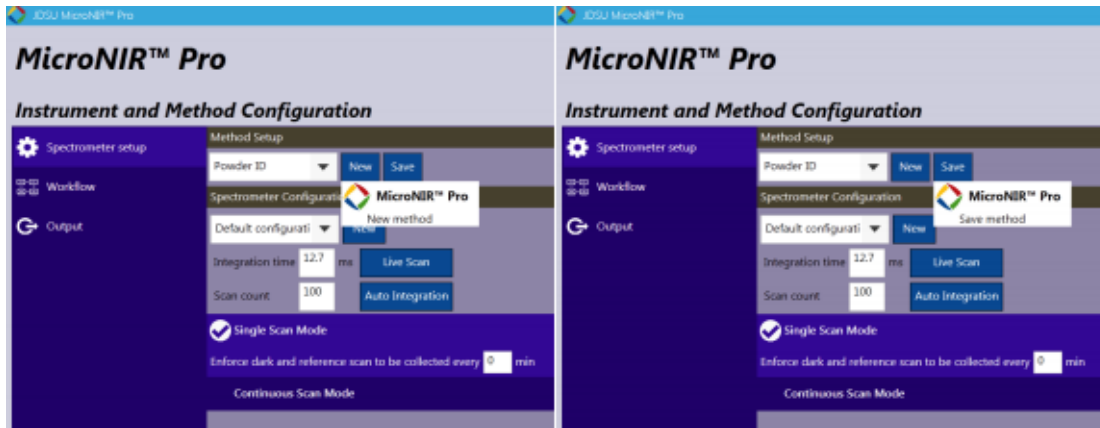 JDSU MicroNIR™ Pro
MicroNIR™ Pro
Instrument and Method Configuration
Spectrometer setup
Workflow
Output
Method Setup
Powder ID
New
Save
Spectrometer Configurati
MicroNIR™ Pro
New method
Default configurati
New
Integration time 12.7 ms
Live Scan
Scan count 100
Auto Integration
Single Scan Mode
Enforce dark and reference scan to be collected every 0 min
Continuous Scan Mode
JDSU MicroNIR™ Pro
MicroNIR™ Pro
Instrument and Method Configuration
Spectrometer setup
Workflow
Output
Method Setup
Powder ID
New
Save
Spectrometer Configuration
MicroNIR™ Pro
Save method
Default configurati
New
Integration time 12.7 ms
Live Scan
Scan count 100
Auto Integration
Single Scan Mode
Enforce dark and reference scan to be collected every 0 min
Continuous Scan Mode